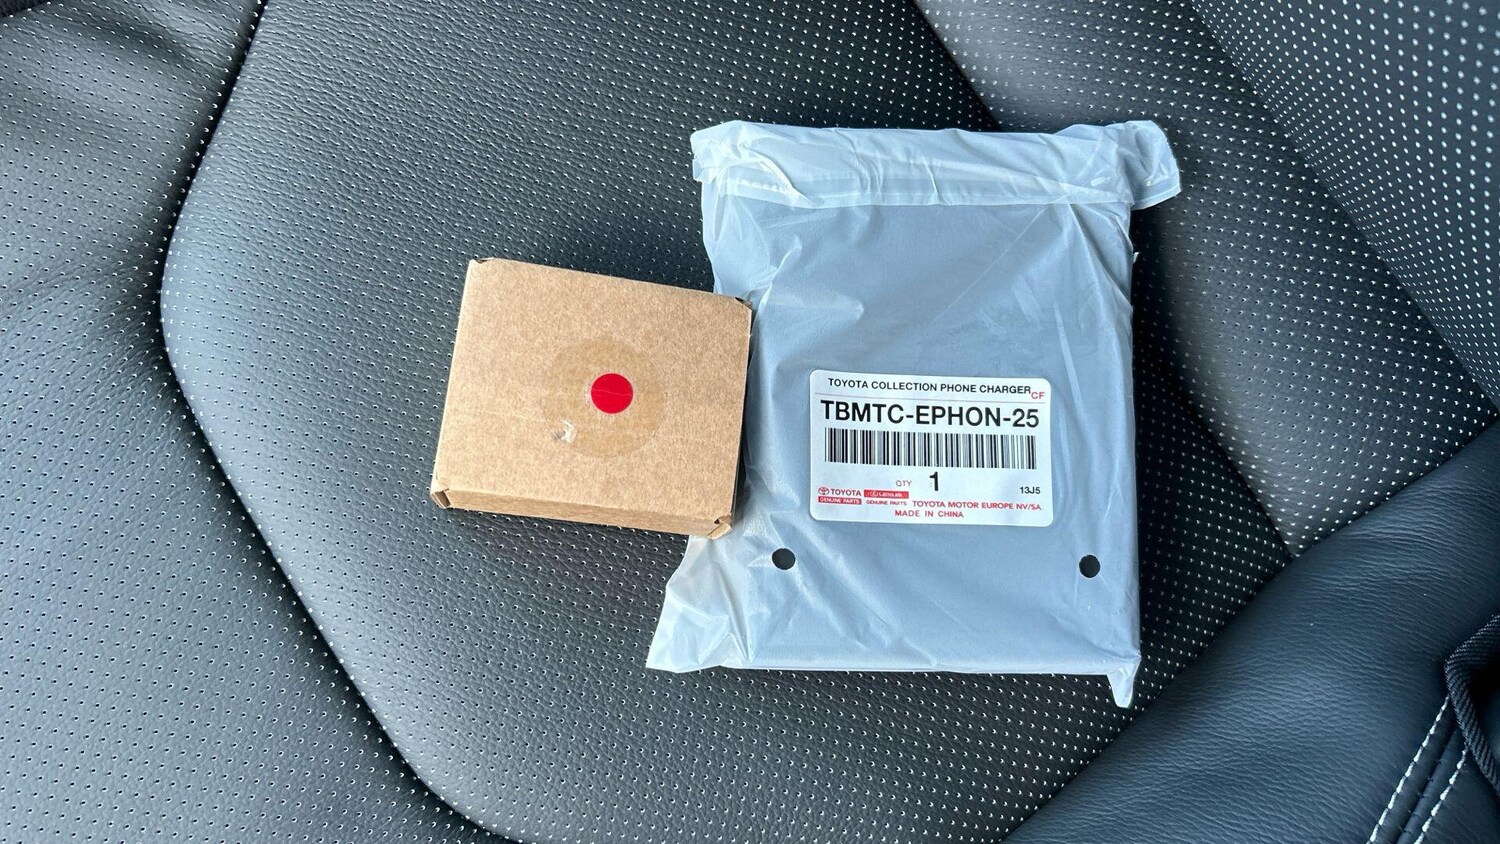 TOYOTA COLLECTION PHONE CHARGER CF
TBMTC-EPHON-25
QTY 1 13J5
TOYOTA LEXUS
GENUINE PARTS GENUINE PARTS TOYOTA MOTOR EUROPE NV/SA
MADE IN CHINA